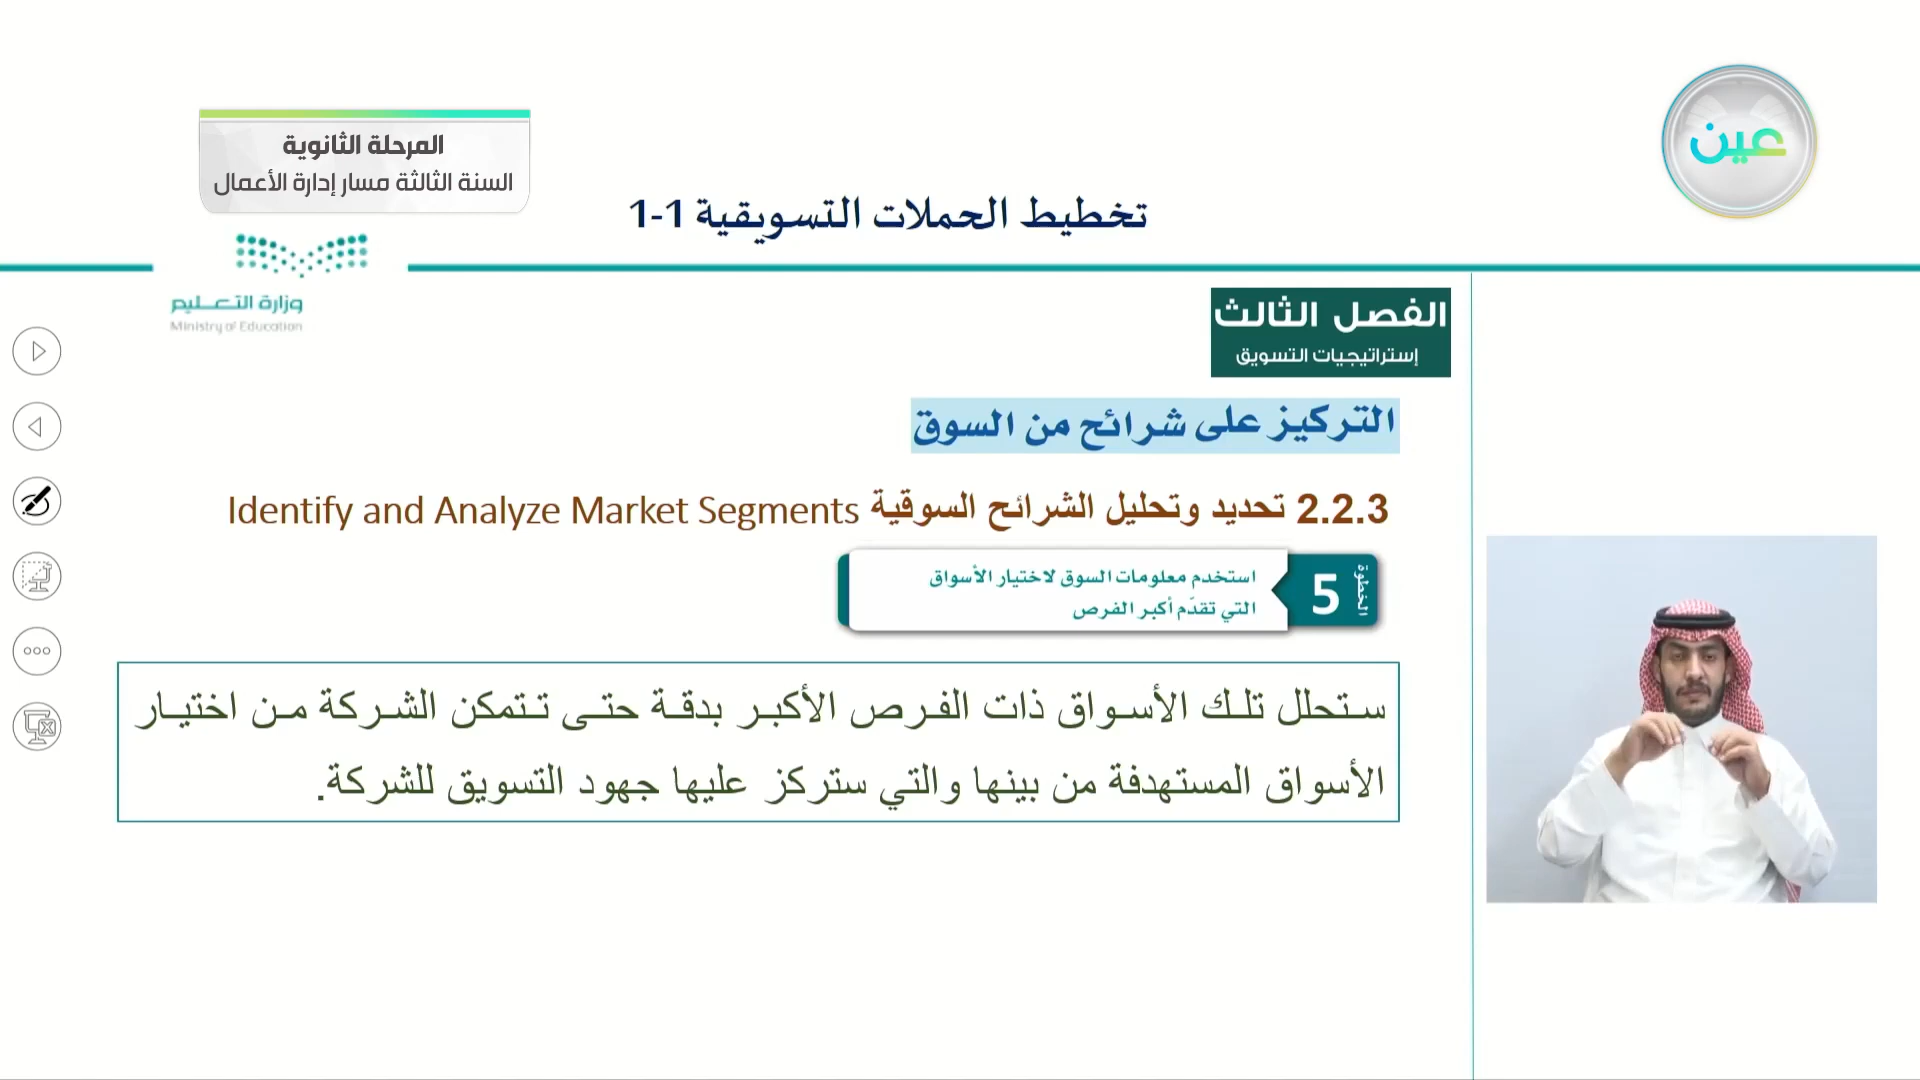 المرحلة الثانوية
السنة الثالثة مسار إدارة الأعمال
عين
تخطيط الحملات التسويقية 1-1
وزارة التعليم
Ministry of Education
الفصل الثالث
إستراتيجيات التسويق
التركيز على شرائح من السوق
2.2.3 تحديد وتحليل الشرائح السوقية Identify and Analyze Market Segments
الخطوة 5
استخدم معلومات السوق لاختيار الأسواق
التي تقدّم أكبر الفرص
ستحلل تلك الأسواق ذات الفرص الأكبر بدقة حتى تتمكن الشركة من اختيار
الأسواق المستهدفة من بينها والتي ستركز عليها جهود التسويق للشركة.